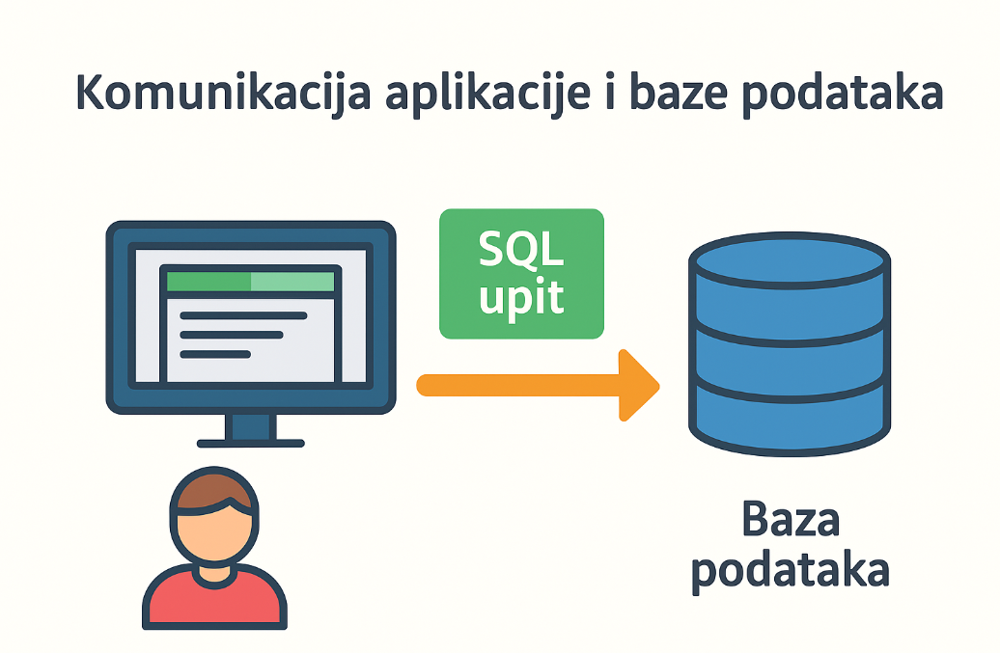 Komunikacija aplikacije i baze podataka
SQL
upit
Baza
podataka